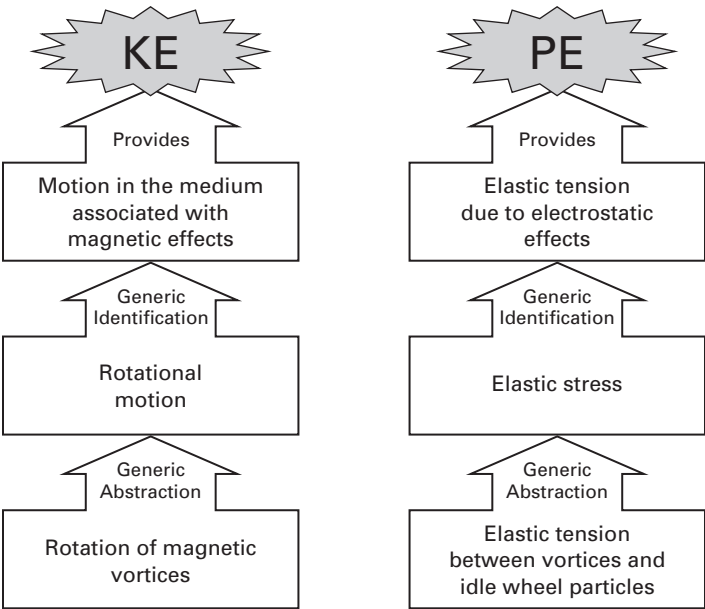 KE
Provides
Motion in the medium
associated with
magnetic effects
Generic
Identification
Rotational
motion
Generic
Abstraction
Rotation of magnetic
vortices
PE
Provides
Elastic tension
due to electrostatic
effects
Generic
Identification
Elastic stress
Generic
Abstraction
Elastic tension
between vortices and
idle wheel particles